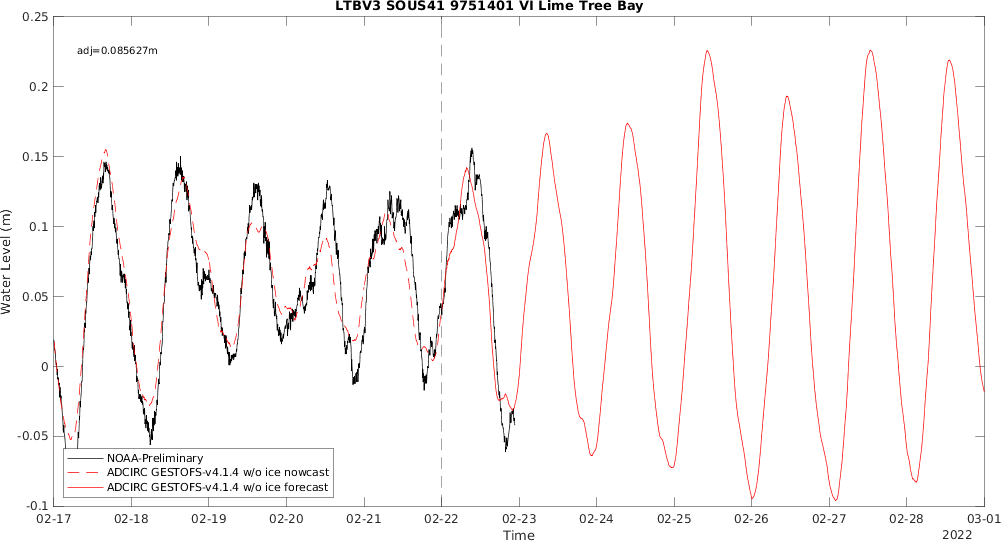 LTBV3 SOUS41 9751401 VI Lime Tree Bay
adj=0.085627m
Water Level (m)
0.25
0.2
0.15
0.1
0.05
0
-0.05
-0.1
NOAA-Preliminary
ADCIRC GESTOFS-v4.1.4 w/o ice nowcast
ADCIRC GESTOFS-v4.1.4 w/o ice forecast
02-17 02-18 02-19 02-20 02-21 02-22 02-23 02-24 02-25 02-26 02-27 02-28 03-01
Time
2022